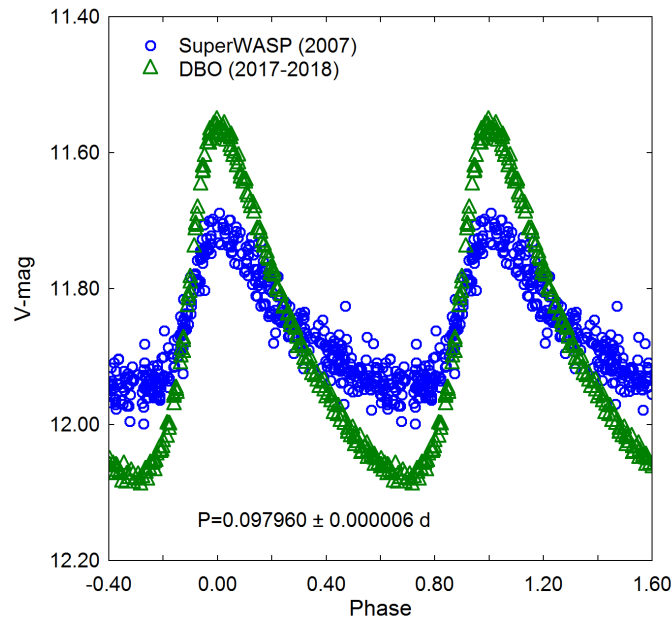 11.40
SuperWASP (2007)
DBO (2017-2018)
11.60
11.80
V-mag
12.00
P=0.097960 ± 0.000006 d
12.20
-0.40 0.00 0.40 0.80 1.20 1.60
Phase